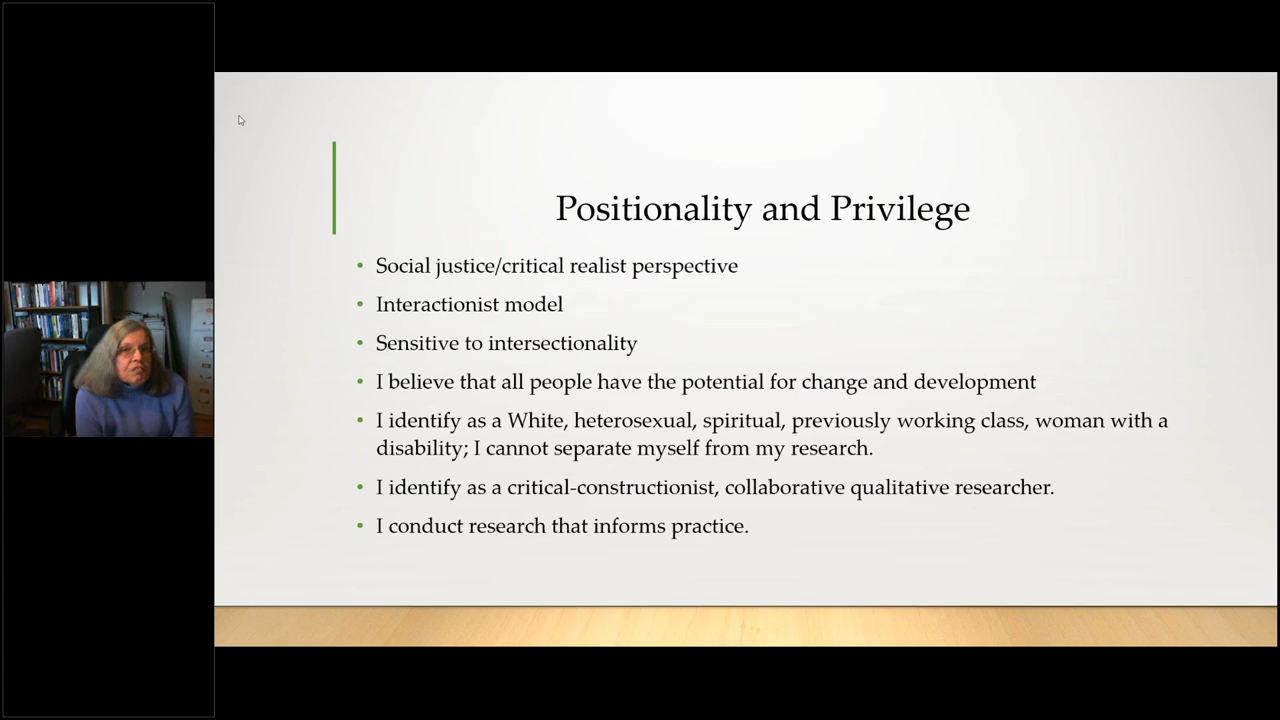 Positionality and Privilege
• Social justice/critical realist perspective
• Interactionist model
• Sensitive to intersectionality
• I believe that all people have the potential for change and development
• I identify as a White, heterosexual, spiritual, previously working class, woman with a
disability; I cannot separate myself from my research.
• I identify as a critical-constructionist, collaborative qualitative researcher.
• I conduct research that informs practice.